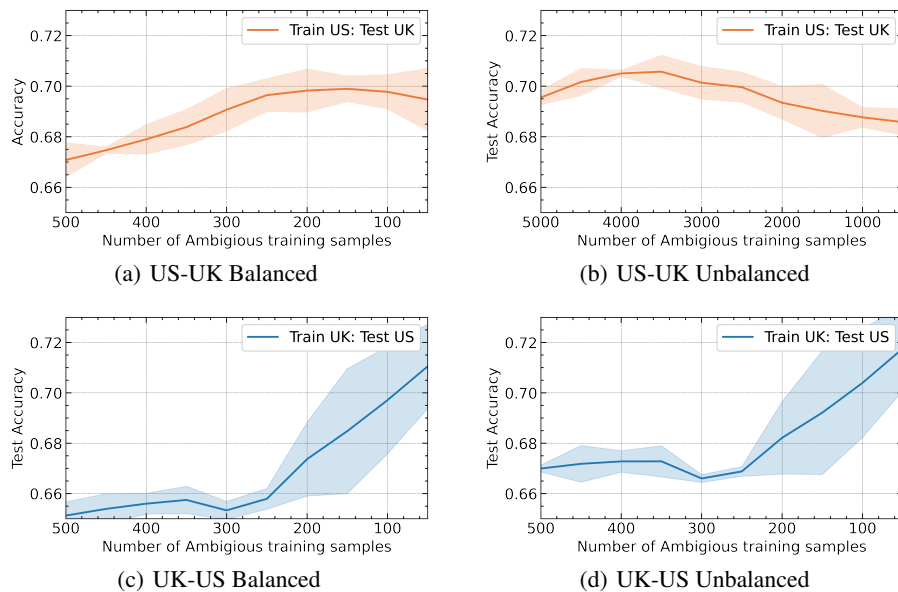 Train US: Test UK
Accuracy
0.72
0.70
0.68
0.66
500 400 300 200 100
Number of Ambigious training samples
(a) US-UK Balanced
Train US: Test UK
Test Accuracy
0.72
0.70
0.68
0.66
5000 4000 3000 2000 1000
Number of Ambigious training samples
(b) US-UK Unbalanced
Train UK: Test US
Test Accuracy
0.72
0.70
0.68
0.66
500 400 300 200 100
Number of Ambigious training samples
(c) UK-US Balanced
Train UK: Test US
Test Accuracy
0.72
0.70
0.68
0.66
500 400 300 200 100
Number of Ambigious training samples
(d) UK-US Unbalanced